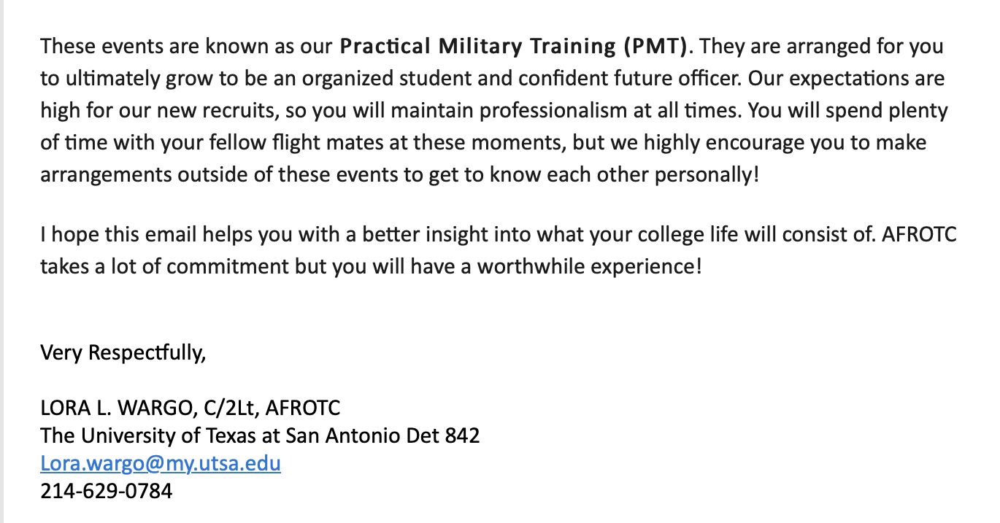 These events are known as our Practical Military Training (PMT). They are arranged for you
to ultimately grow to be an organized student and confident future officer. Our expectations are
high for our new recruits, so you will maintain professionalism at all times. You will spend plenty
of time with your fellow flight mates at these moments, but we highly encourage you to make
arrangements outside of these events to get to know each other personally!
I hope this email helps you with a better insight into what your college life will consist of. AFROTC
takes a lot of commitment but you will have a worthwhile experience!
Very Respectfully,
LORA L. WARGO, C/2Lt, AFROTC
The University of Texas at San Antonio Det 842
Lora.wargo@my.utsa.edu
214-629-0784